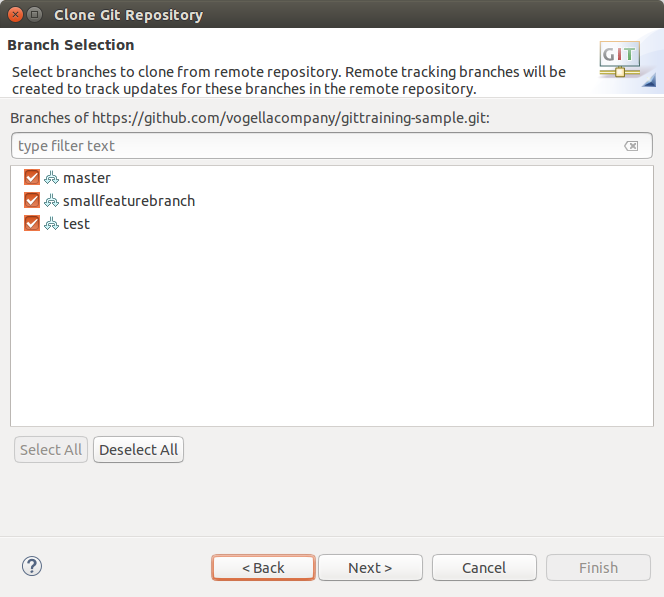 Clone Git Repository
Branch Selection
Select branches to clone from remote repository. Remote tracking branches will be
created to track updates for these branches in the remote repository.
GIT
Branches of https://github.com/vogellacompany/gittraining-sample.git:
type filter text
master
smallfeaturebranch
test
Select All Deselect All
? < Back Next > Cancel Finish